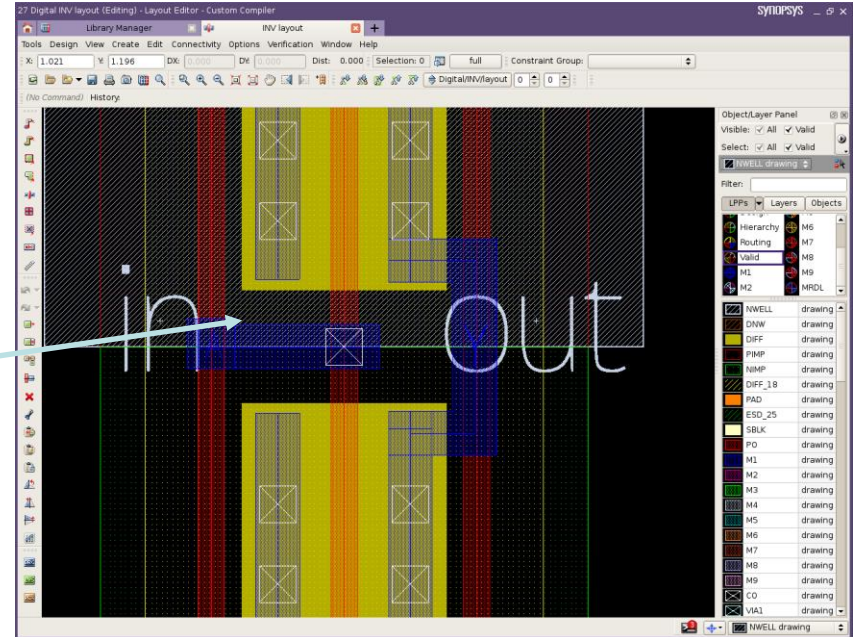 27 Digital INV layout (Editing) - Layout Editor - Custom Compiler
SYNOPSYS
Library Manager
INV layout
Tools Design View Create Edit Connectivity Options Verification Window Help
X: 1.021 Y: 1.196 DX: 0.000 DY: 0.000 Dist: 0.000 Selection: 0 full Constraint Group:
Digital/INV/layout 0 0
(No Command) History:
Object/Layer Panel
Visible: All Valid
Select: All Valid
NWELL drawing
Filter:
LPPs Layers Objects
Hierarchy M6
Routing M7
Valid M8
M1 M9
M2 MRDL
NWELL drawing
DNW drawing
DIFF drawing
PIMP drawing
NIMP drawing
DIFF_18 drawing
PAD drawing
ESD_25 drawing
SBLK drawing
PO drawing
M1 drawing
M2 drawing
M3 drawing
M4 drawing
M5 drawing
M6 drawing
M7 drawing
M8 drawing
M9 drawing
CO drawing
VIA1 drawing
in out
NWELL drawing